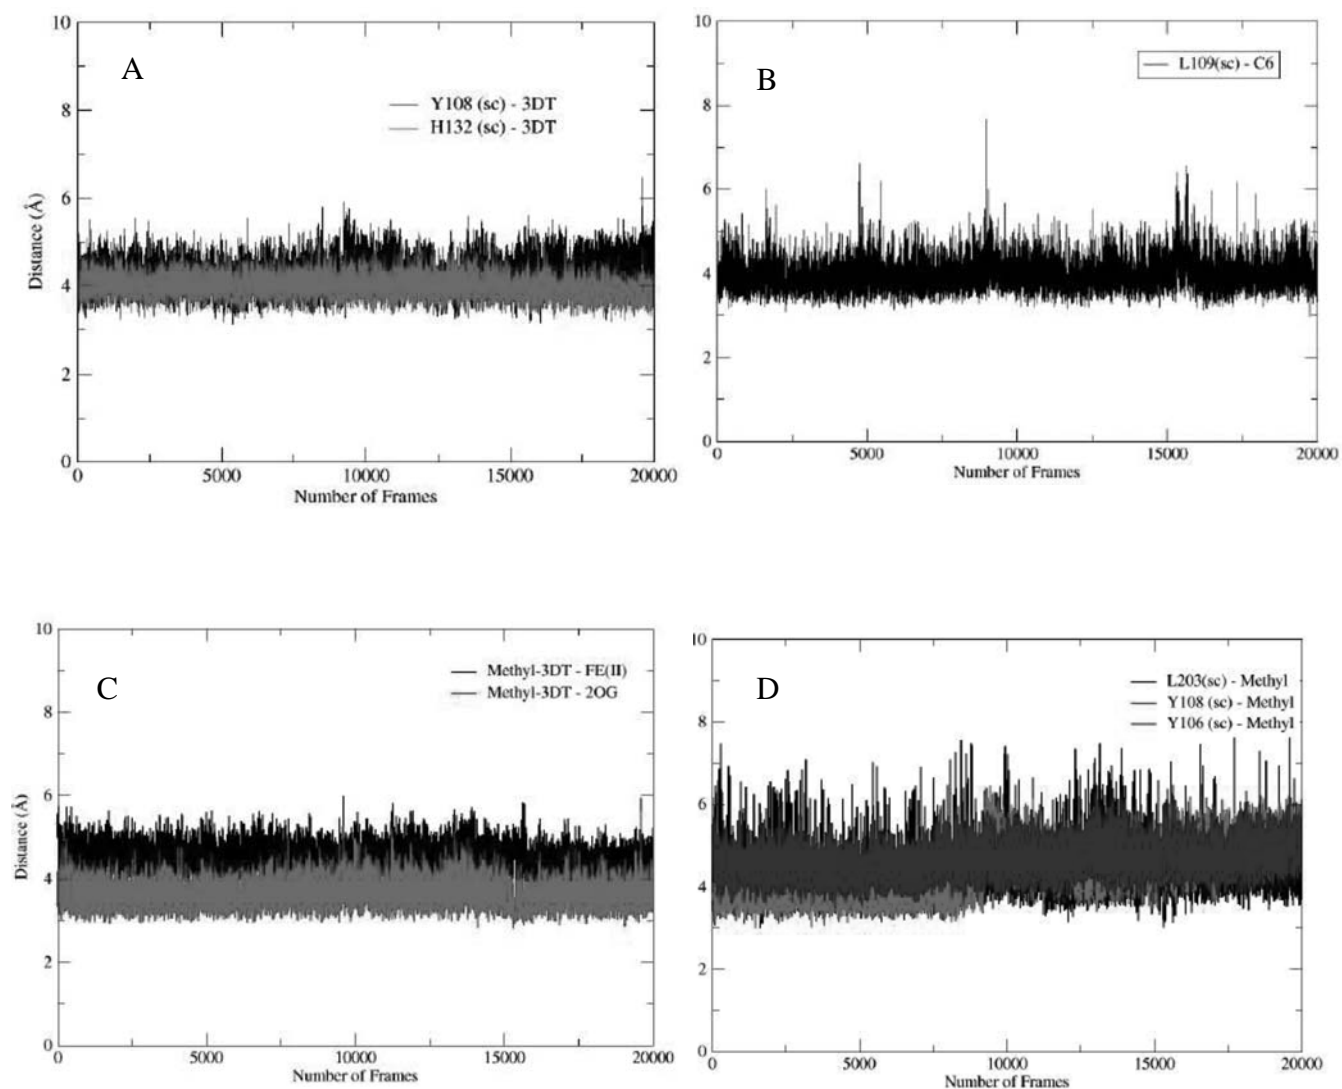 A
Y108 (sc) - 3DT
H132 (sc) - 3DT
Distance (Å)
10
8
6
4
2
0
0 5000 10000 15000 20000
Number of Frames
B
L109(sc) - C6
10
8
6
4
2
0
0 5000 10000 15000 20000
Number of Frames
C
Methyl-3DT - FE(II)
Methyl-3DT - 2OG
Distance (Å)
10
8
6
4
2
0
0 5000 10000 15000 20000
Number of Frames
D
L203(sc) - Methyl
Y108 (sc) - Methyl
Y106 (sc) - Methyl
10
8
6
4
2
0
0 5000 10000 15000 20000
Number of Frames